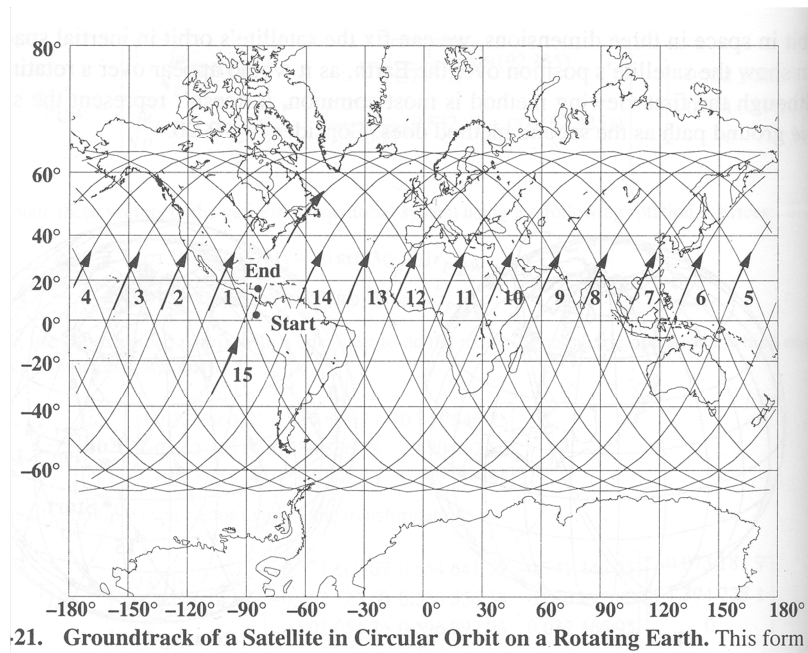 80°
60°
40°
End
20°
4 3 2 1 14 13 12 11 10 9 8 7 6 5
0°
Start
-20°
15
-40°
-60°
-180° -150° -120° -90° -60° -30° 0° 30° 60° 90° 120° 150° 180°
-21. Groundtrack of a Satellite in Circular Orbit on a Rotating Earth. This form